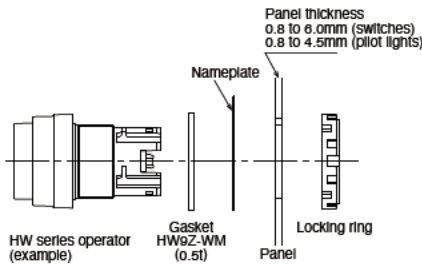 Panel thickness
0.8 to 6.0mm (switches)
0.8 to 4.5mm (pilot lights)
Nameplate
HW series operator
(example)
Gasket
HW9Z-WM
(0.5t)
Panel
Locking ring